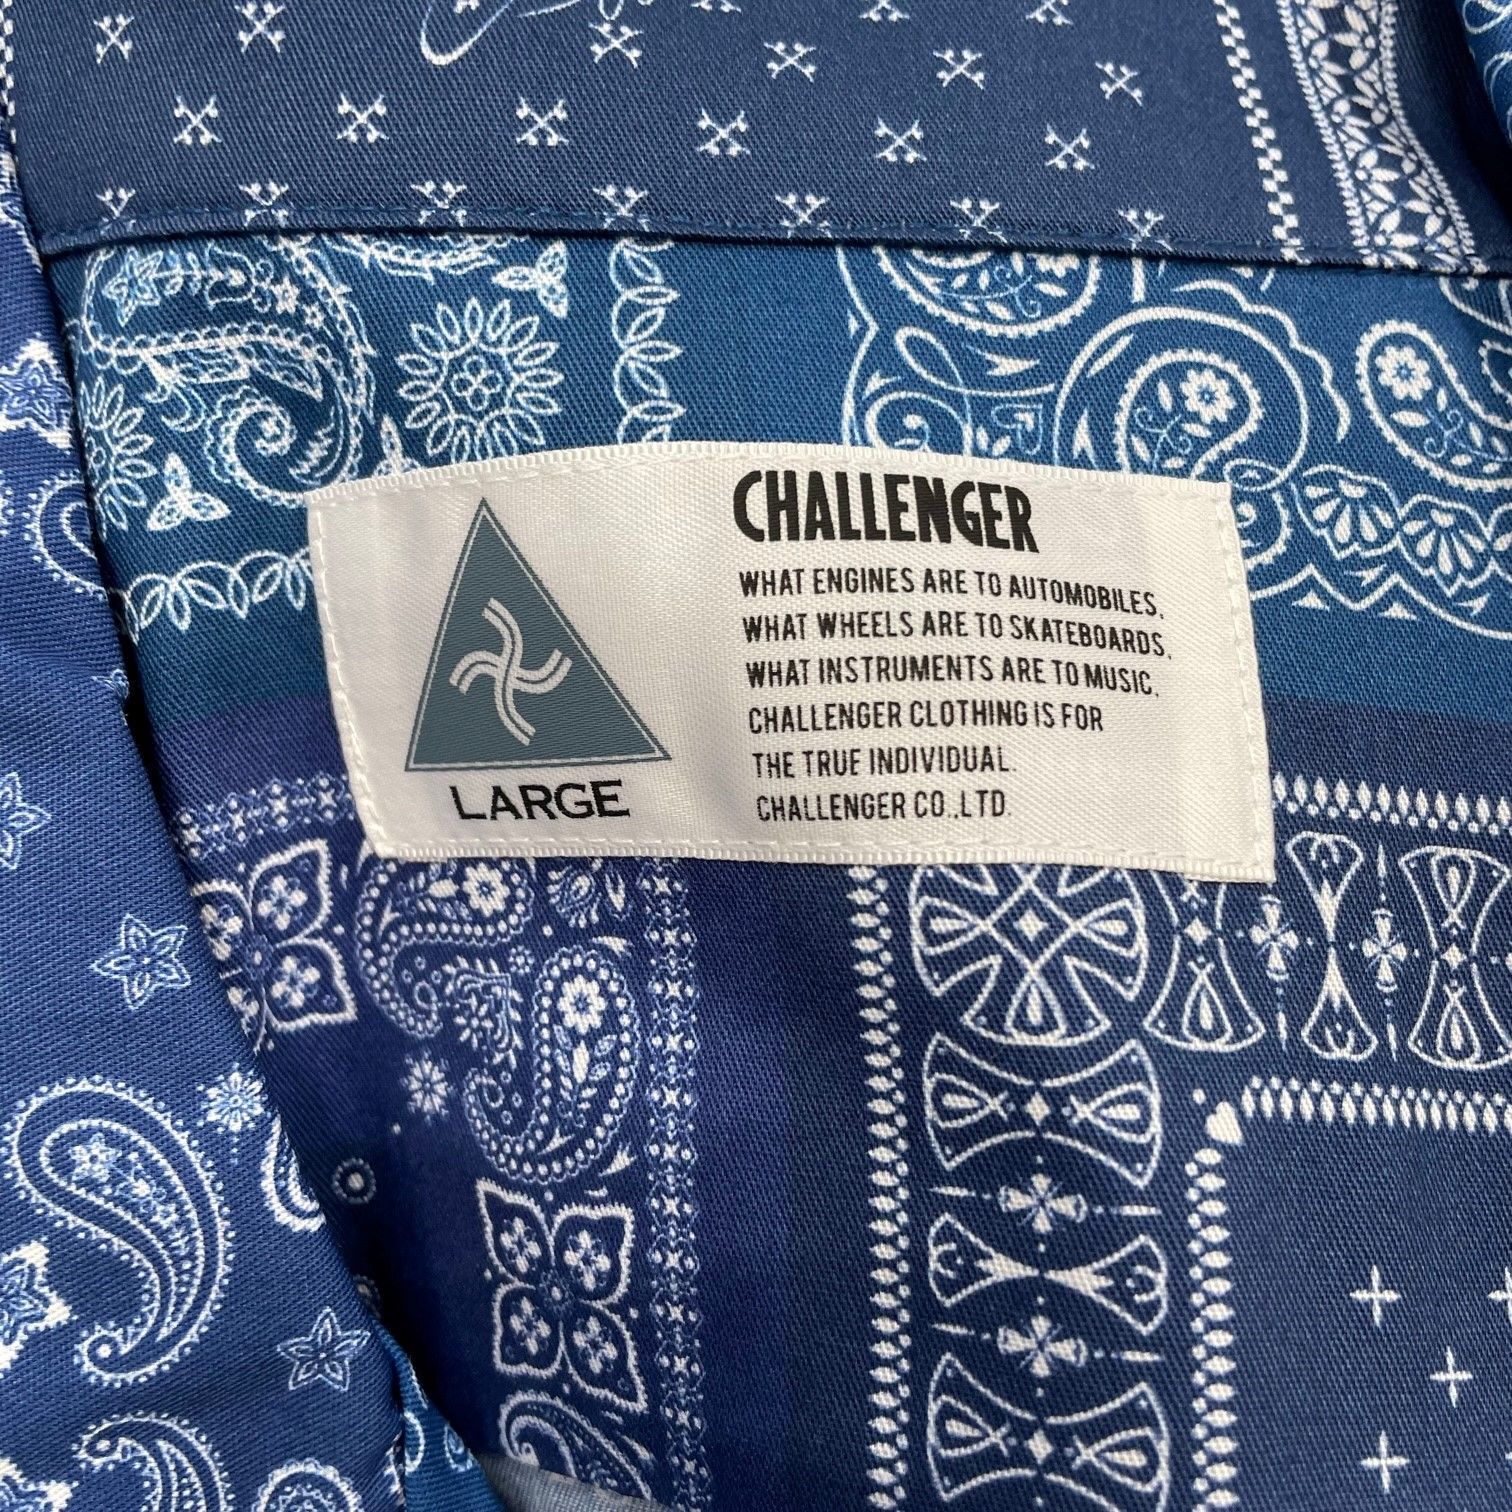 CHALLENGER
WHAT ENGINES ARE TO AUTOMOBILES,
WHAT WHEELS ARE TO SKATEBOARDS,
WHAT INSTRUMENTS ARE TO MUSIC,
CHALLENGER CLOTHING IS FOR
THE TRUE INDIVIDUAL.
CHALLENGER CO.,LTD.
LARGE